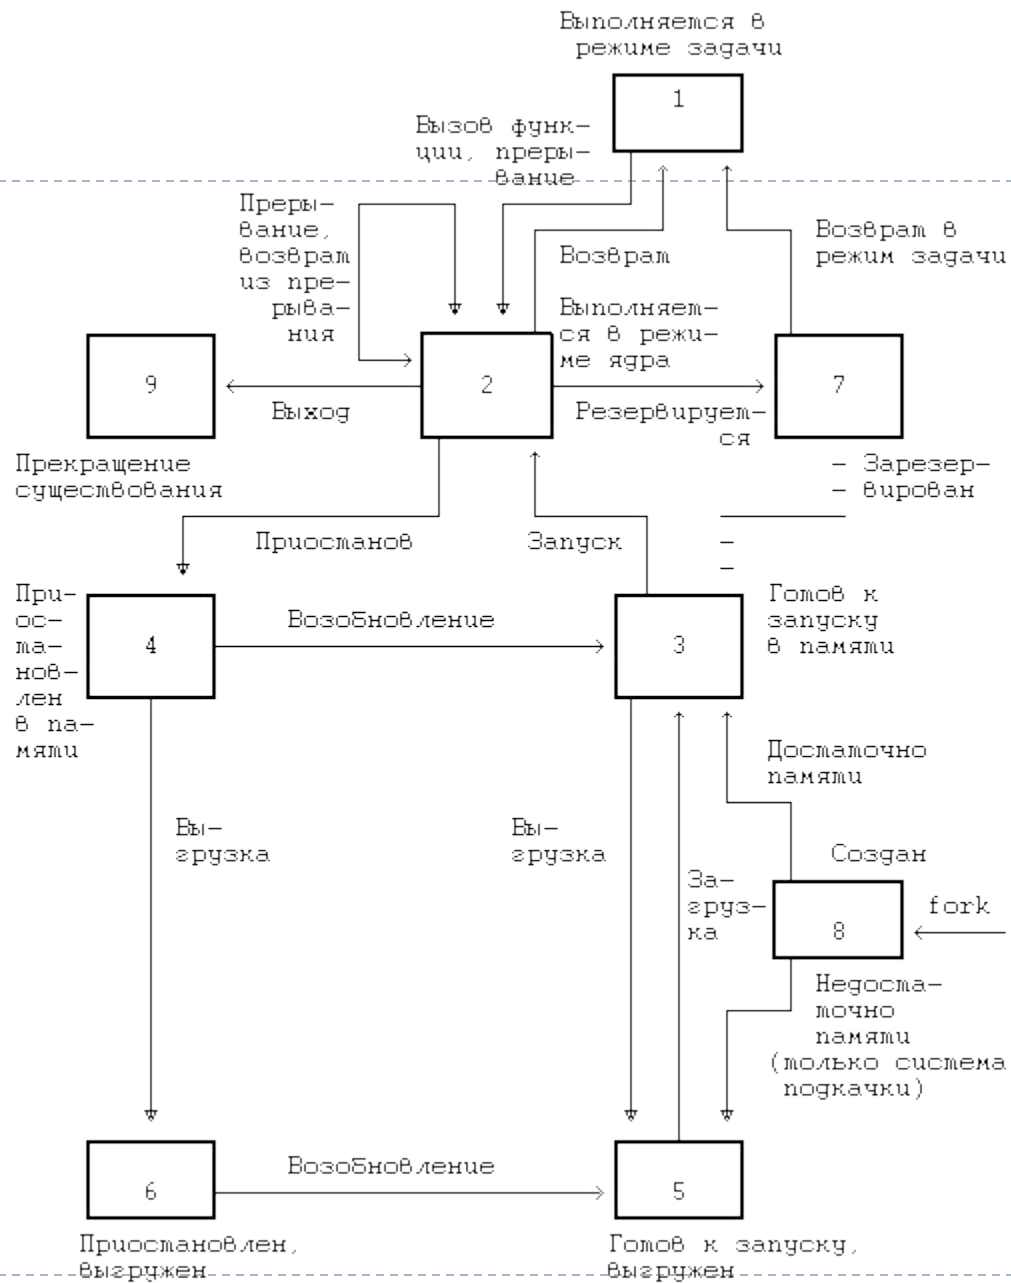 Выполняется в
режиме задачи
1
Вызов функ-
ции, преры-
вание
Преры-
вание,
возврат
из пре-
рыва-
ния
Возврат
Возврат в
режим задачи
Выполняет-
ся в режи-
ме ядра
9
2
7
Выход
Резервирует-
ся
Прекращение
существования
- Зарезер-
- вирован
Приостанов
Запуск
-
-
При-
ос-
та-
нов-
лен
в па-
мяти
4
Возобновление
3
Готов к
запуску
в памяти
Достаточно
памяти
Вы-
грузка
Вы-
грузка
За-
груз-
ка
Создан
8
fork
Недоста-
точно
памяти
(только система
подкачки)
6
Возобновление
5
Приостановлен,
выгружен
Готов к запуску,
выгружен